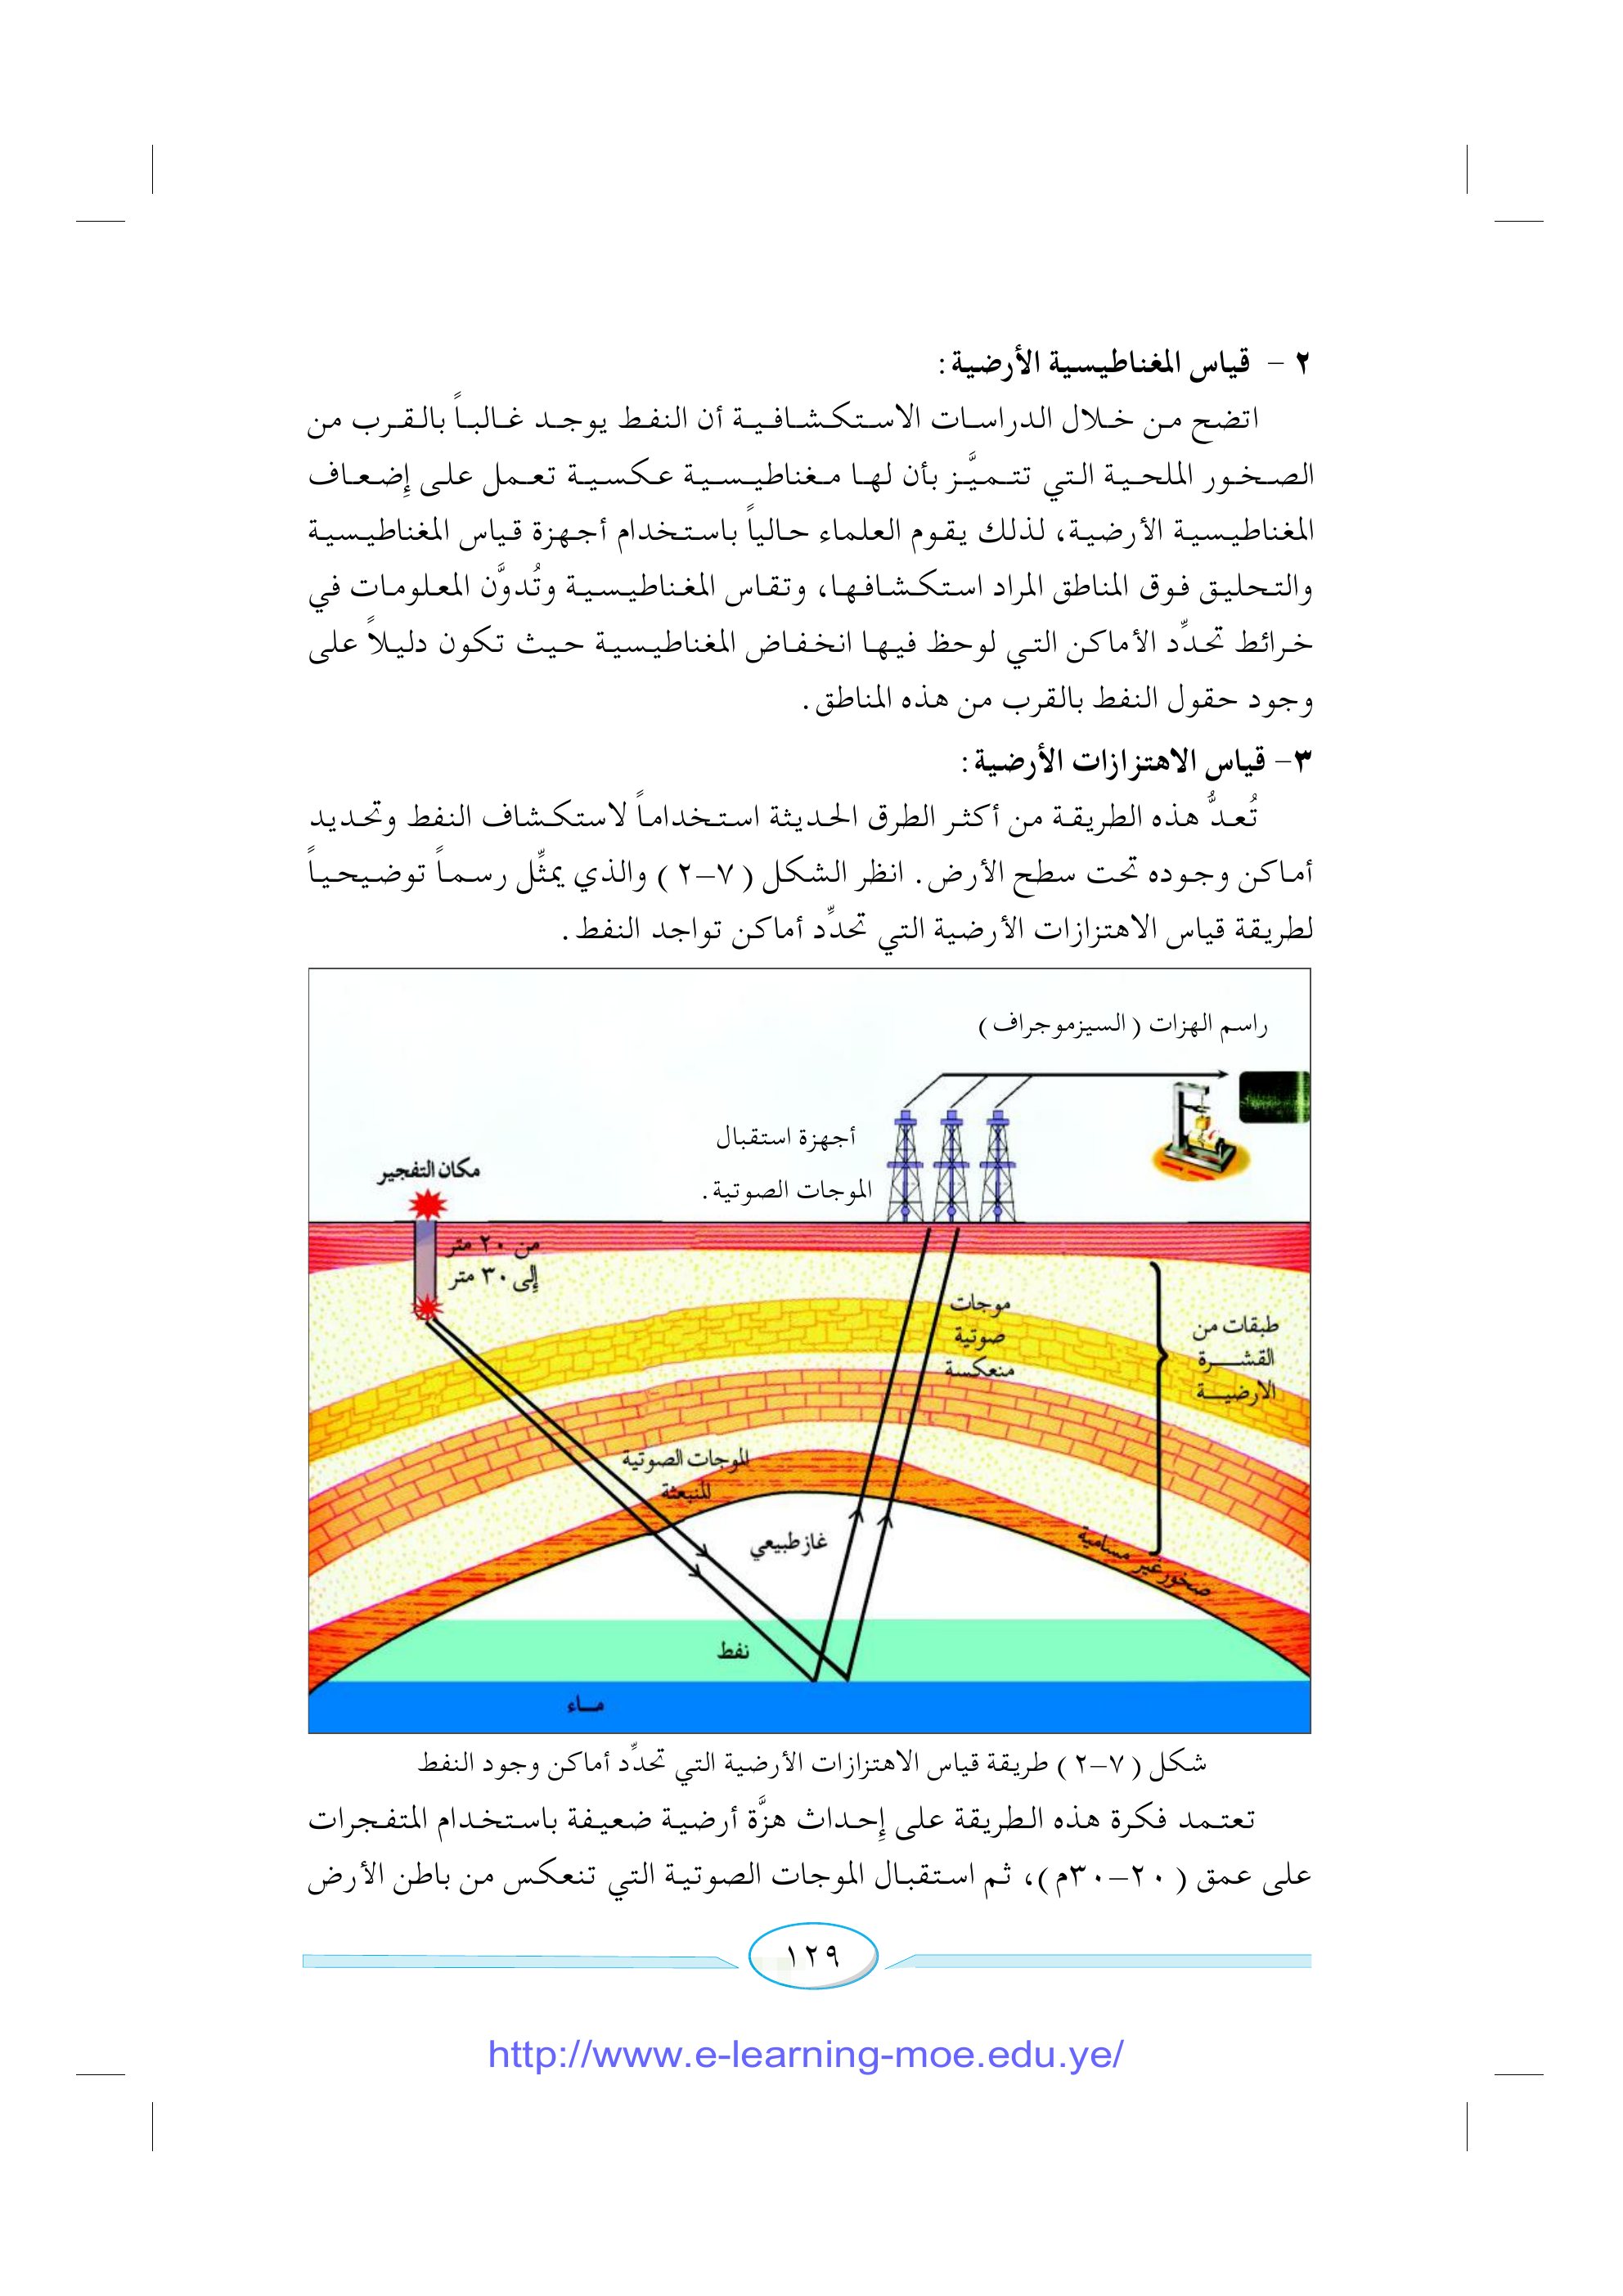 ٢ - قياس المغناطيسية الأرضية:
اتضح من خلال الدراسات الاستكشافية أن النفط يوجد غالباً بالقرب من
الصخور الملحية التي تتميَّز بأن لها مغناطيسية عكسية تعمل على إضعاف
المغناطيسية الأرضية، لذلك يقوم العلماء حالياً باستخدام أجهزة قياس المغناطيسية
والتحليق فوق المناطق المراد استكشافها، وتقاس المغناطيسية وتُدوَّن المعلومات في
خرائط تحدِّد الأماكن التي لوحظ فيها انخفاض المغناطيسية حيث تكون دليلاً على
وجود حقول النفط بالقرب من هذه المناطق.
٣- قياس الاهتزازات الأرضية:
تُعدُّ هذه الطريقة من أكثر الطرق الحديثة استخداماً لاستكشاف النفط وتحديد
أماكن وجوده تحت سطح الأرض. انظر الشكل (٧-٢) والذي يمثِّل رسماً توضيحياً
لطريقة قياس الاهتزازات الأرضية التي تحدِّد أماكن تواجد النفط.
راسم الهزات (السيزموجراف)
أجهزة استقبال
الموجات الصوتية.
مكان التفجير
من ٢٠ متر
إلى ٣٠ متر
موجات
صوتية
منعكسة
طبقات من
القشرة
الارضية
الموجات الصوتية
المنبعثة
غاز طبيعي
صخور غير مسامية
نفط
ماء
شكل (٧-٢) طريقة قياس الاهتزازات الأرضية التي تحدِّد أماكن وجود النفط
تعتمد فكرة هذه الطريقة على إحداث هزَّة أرضية ضعيفة باستخدام المتفجرات
على عمق (٢٠-٣٠م)، ثم استقبال الموجات الصوتية التي تنعكس من باطن الأرض
١٢٩
http://www.e-learning-moe.edu.ye/